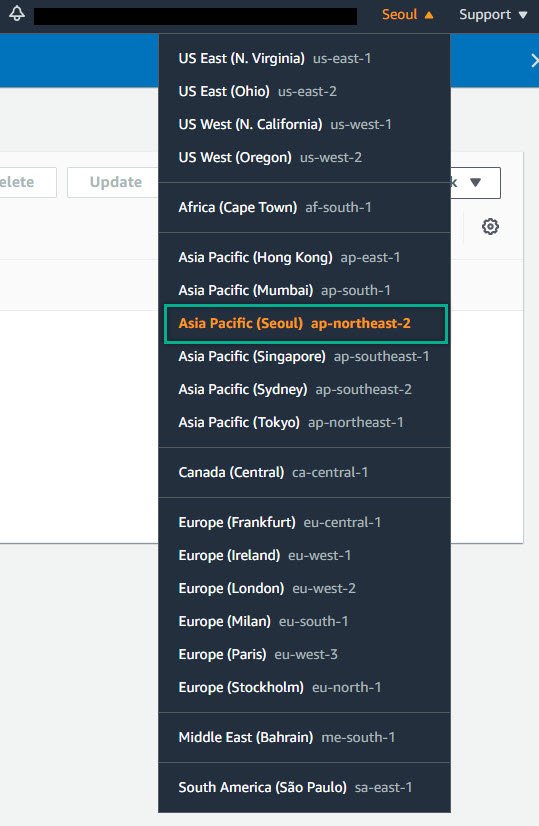 Seoul ▲ Support ▼
US East (N. Virginia) us-east-1
US East (Ohio) us-east-2
US West (N. California) us-west-1
US West (Oregon) us-west-2
elete Update k ▼
Africa (Cape Town) af-south-1
Asia Pacific (Hong Kong) ap-east-1
Asia Pacific (Mumbai) ap-south-1
Asia Pacific (Seoul) ap-northeast-2
Asia Pacific (Singapore) ap-southeast-1
Asia Pacific (Sydney) ap-southeast-2
Asia Pacific (Tokyo) ap-northeast-1
Canada (Central) ca-central-1
Europe (Frankfurt) eu-central-1
Europe (Ireland) eu-west-1
Europe (London) eu-west-2
Europe (Milan) eu-south-1
Europe (Paris) eu-west-3
Europe (Stockholm) eu-north-1
Middle East (Bahrain) me-south-1
South America (São Paulo) sa-east-1